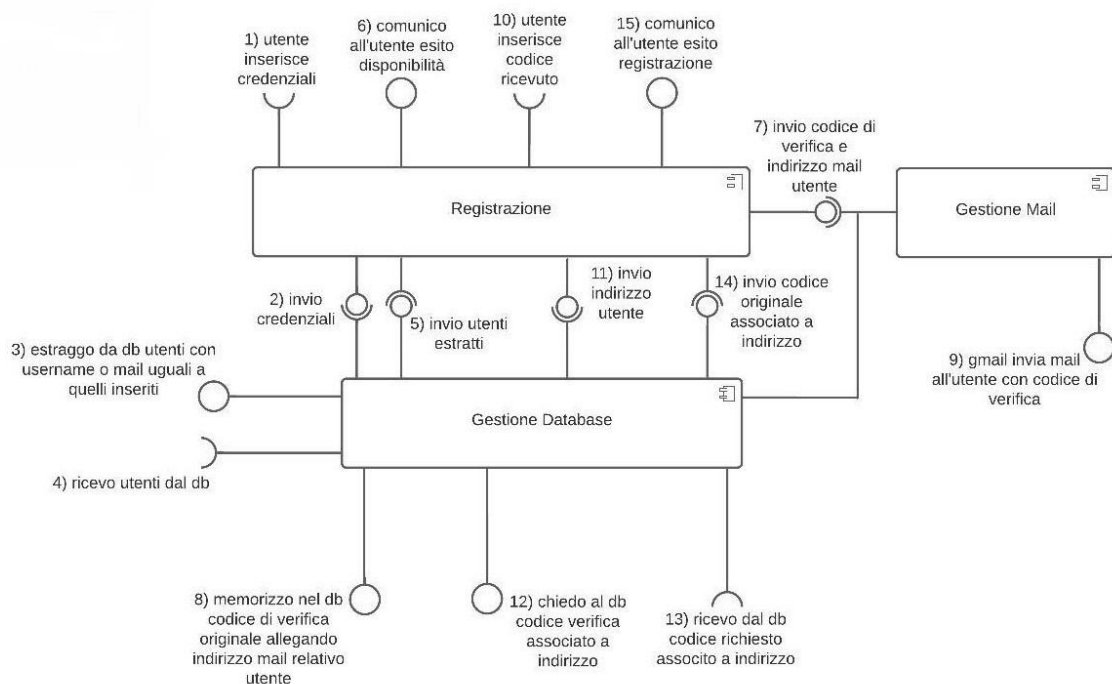 1) utente
inserisce
credenziali
6) comunico
all'utente esito
disponibilità
10) utente
inserisce
codice
ricevuto
15) comunico
all'utente esito
registrazione
7) invio codice di
verifica e
indirizzo mail
utente
Registrazione
Gestione Mail
2) invio
credenziali
5) invio utenti
estratti
11) invio
indirizzo
utente
14) invio codice
originale
associato a
indirizzo
3) estraggo da db utenti con
username o mail uguali a
quelli inseriti
9) gmail invia mail
all'utente con codice di
verifica
Gestione Database
4) ricevo utenti dal db
8) memorizzo nel db
codice di verifica
originale allegando
indirizzo mail relativo
utente
12) chiedo al db
codice verifica
associato a
indirizzo
13) ricevo dal db
codice richiesto
associto a indirizzo